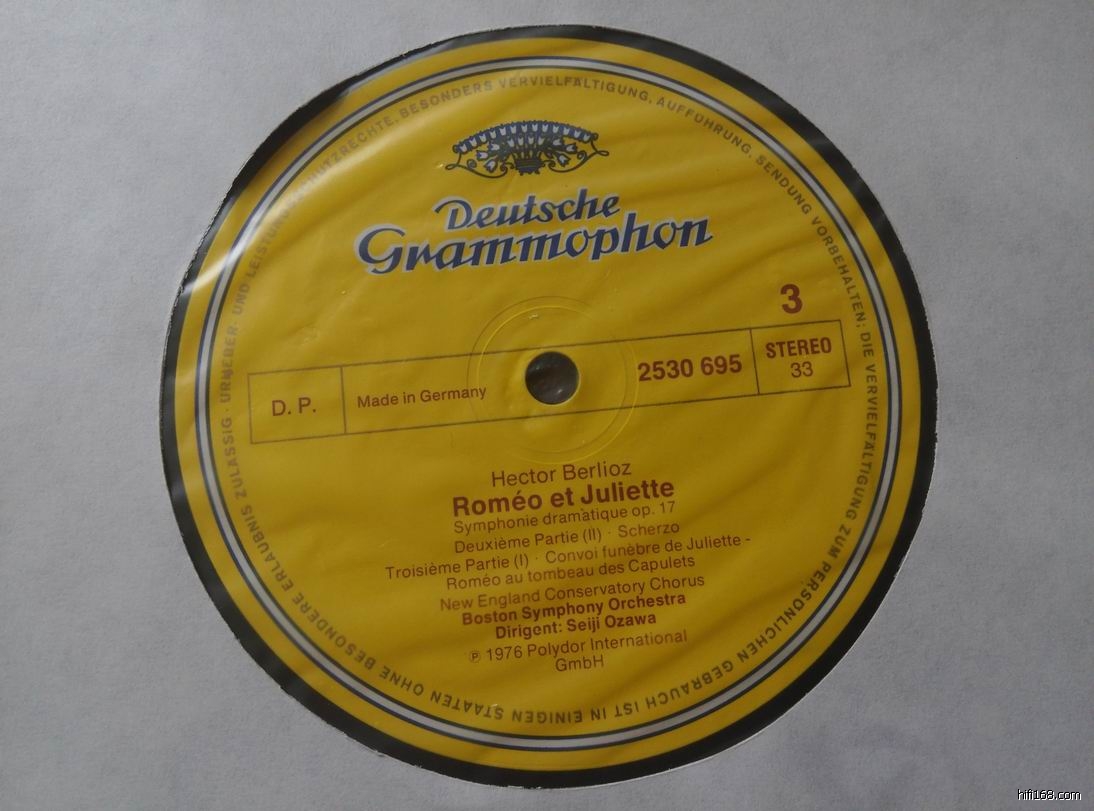 URHEBER- UND LEISTUNGSSCHUTZRECHTE, BESONDERS VERVIELFÄLTIGUNG, AUFFÜHRUNG, SENDUNG VORBEHALTEN; DIE VERVIELFÄLTIGUNG ZUM PERSÖNLICHEN GEBRAUCH IST IN EINIGEN STAATEN OHNE BESONDERE ERLAUBNIS ZULÄSSIG ·
Deutsche
Grammophon
3
D. P.
Made in Germany
2530 695
STEREO
33
Hector Berlioz
Roméo et Juliette
Symphonie dramatique op. 17
Deuxième Partie (II) · Scherzo
Troisième Partie (I) · Convoi funèbre de Juliette -
Roméo au tombeau des Capulets
New England Conservatory Chorus
Boston Symphony Orchestra
Dirigent: Seiji Ozawa
℗ 1976 Polydor International
GmbH
hifi168.com